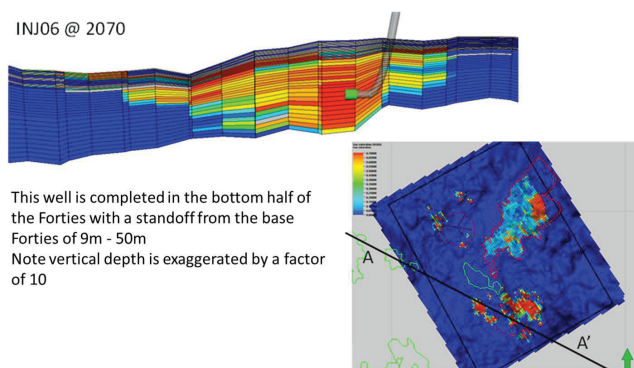 INJ06 @ 2070
This well is completed in the bottom half of
the Forties with a standoff from the base
Forties of 9m - 50m
Note vertical depth is exaggerated by a factor
of 10
A
A'